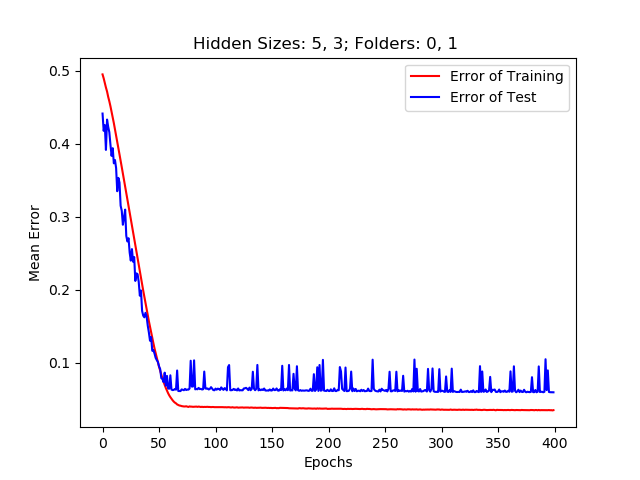 Hidden Sizes: 5, 3; Folders: 0, 1
Error of Training
Error of Test
Mean Error
0.5
0.4
0.3
0.2
0.1
0
50
100
150
200
250
300
350
400
Epochs